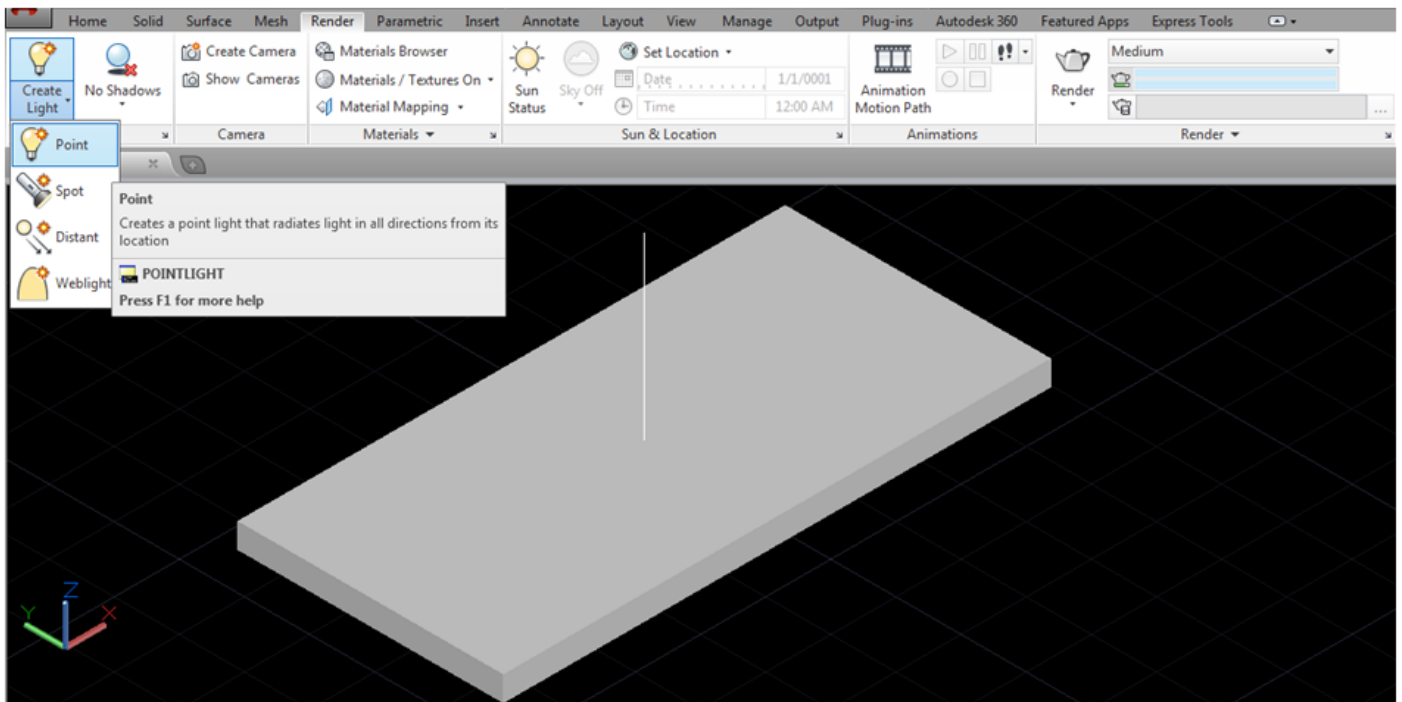 Home Solid Surface Mesh Render Parametric Insert Annotate Layout View Manage Output Plug-ins Autodesk 360 Featured Apps Express Tools
Create Light
No Shadows
Create Camera
Show Cameras
Camera
Materials Browser
Materials / Textures On
Material Mapping
Materials
Sun Status
Sky Off
Set Location
Date 1/1/0001
Time 12:00 AM
Sun & Location
Animation Motion Path
Animations
Render
Medium
...
Render
Point
Spot
Distant
Weblight
Point
Creates a point light that radiates light in all directions from its
location
POINTLIGHT
Press F1 for more help
Z
Y
X